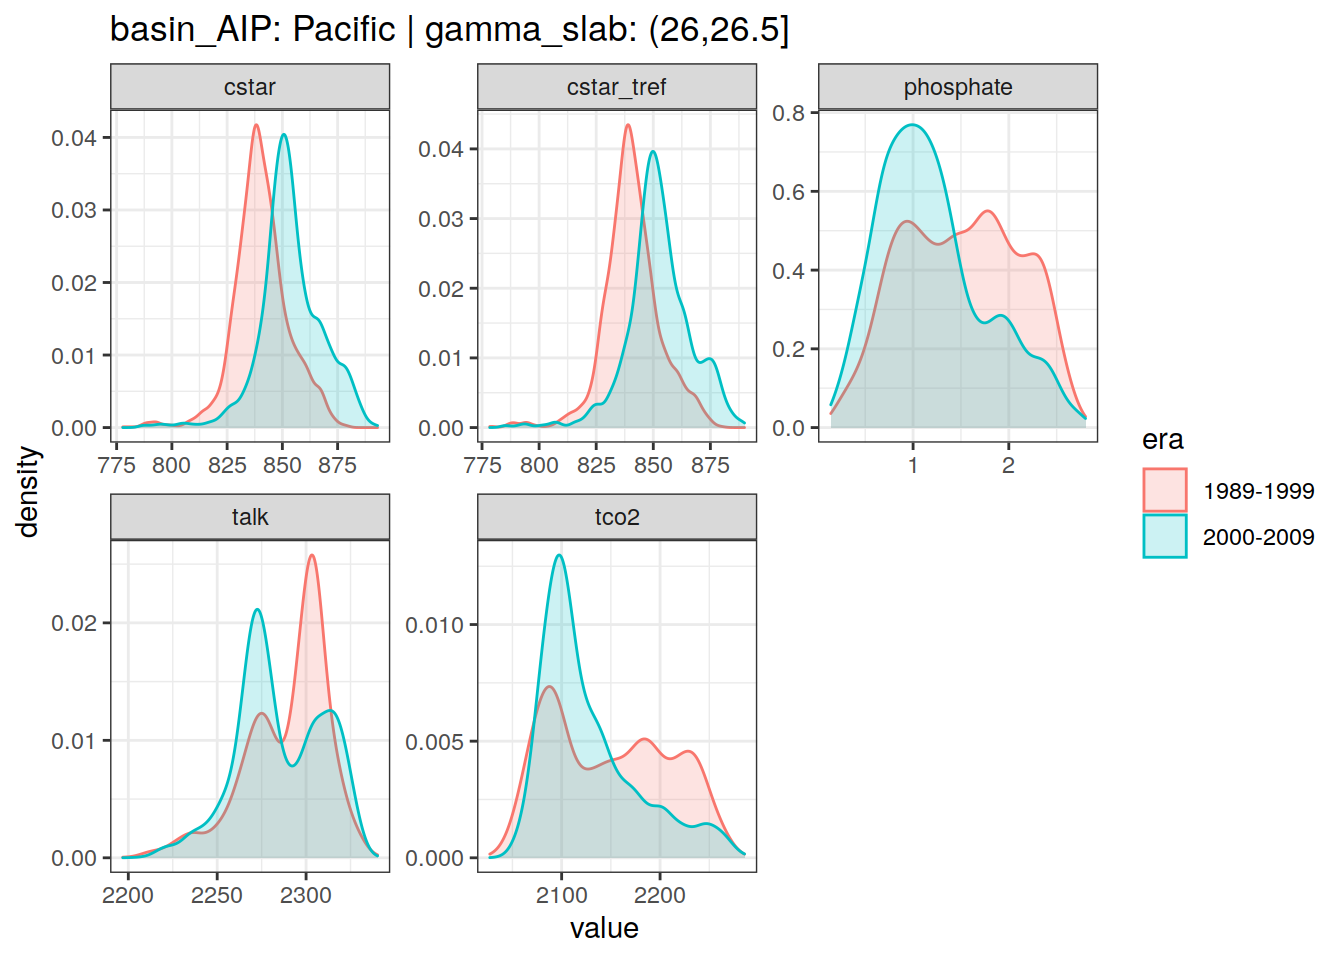 basin_AIP: Pacific | gamma_slab: (26,26.5]
cstar
cstar_tref
phosphate
0.04
0.03
0.02
0.01
0.00
775 800 825 850 875
0.04
0.03
0.02
0.01
0.00
775 800 825 850 875
0.8
0.6
0.4
0.2
0.0
1 2
talk
tco2
0.02
0.01
0.00
2200 2250 2300
0.010
0.005
0.000
2100 2200
density
value
era
1989-1999
2000-2009